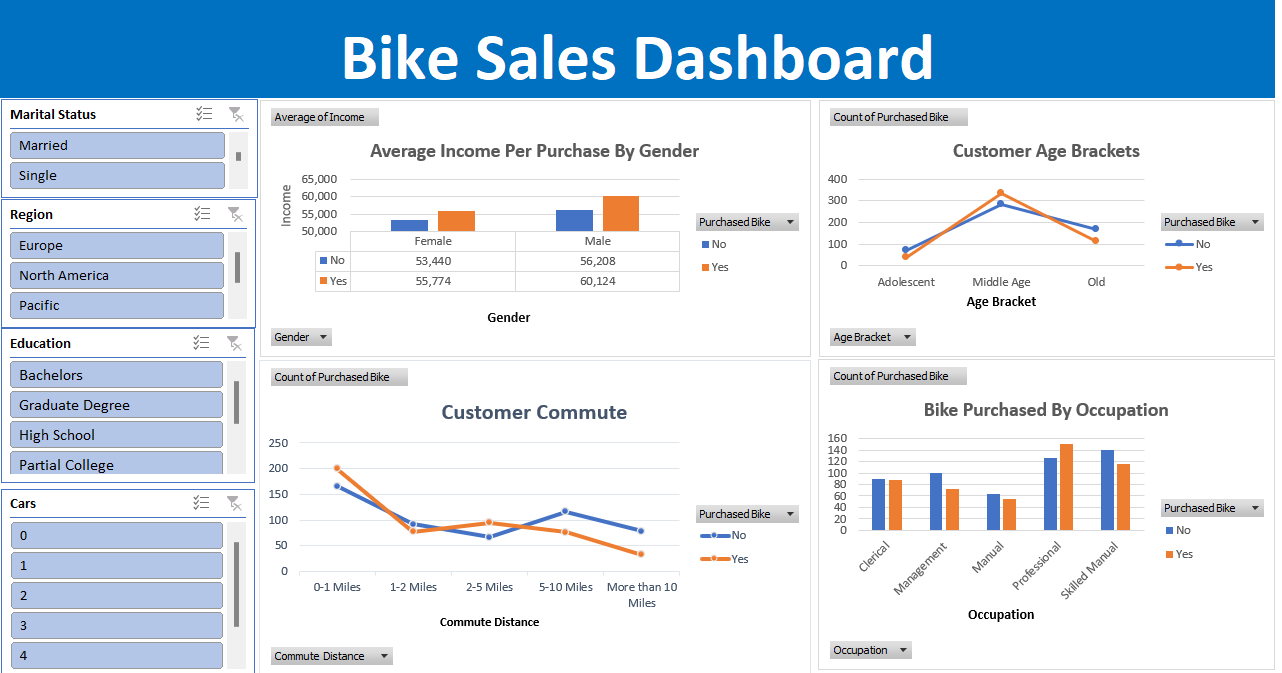 Bike Sales Dashboard
Marital Status
Married
Single
Region
Europe
North America
Pacific
Education
Bachelors
Graduate Degree
High School
Partial College
Cars
0
1
2
3
4
Average of Income
Average Income Per Purchase By Gender
Income
65,000
60,000
55,000
50,000
Female Male
No 53,440 56,208
Yes 55,774 60,124
Gender
Purchased Bike
No
Yes
Gender
Count of Purchased Bike
Customer Age Brackets
400
300
200
100
0
Adolescent Middle Age Old
Age Bracket
Purchased Bike
No
Yes
Age Bracket
Count of Purchased Bike
Customer Commute
250
200
150
100
50
0
0-1 Miles 1-2 Miles 2-5 Miles 5-10 Miles More than 10
Miles
Commute Distance
Purchased Bike
No
Yes
Commute Distance
Count of Purchased Bike
Bike Purchased By Occupation
160
140
120
100
80
60
40
20
0
Clerical
Management
Manual
Professional
Skilled Manual
Occupation
Purchased Bike
No
Yes
Occupation